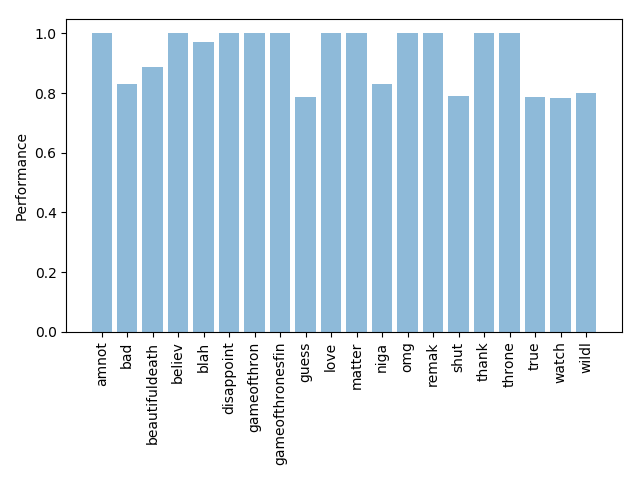 Performance
1.0
0.8
0.6
0.4
0.2
0.0
amnot
bad
beautifuldeath
believ
blah
disappoint
gameofthron
gameofthronesfin
guess
love
matter
niga
omg
remak
shut
thank
throne
true
watch
wildl